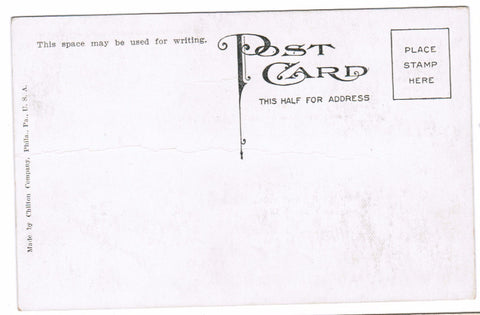 This space may be used for writing.
POST
CARD
THIS HALF FOR ADDRESS
PLACE
STAMP
HERE
Made by Chilton Company, Phila., Pa., U. S. A.